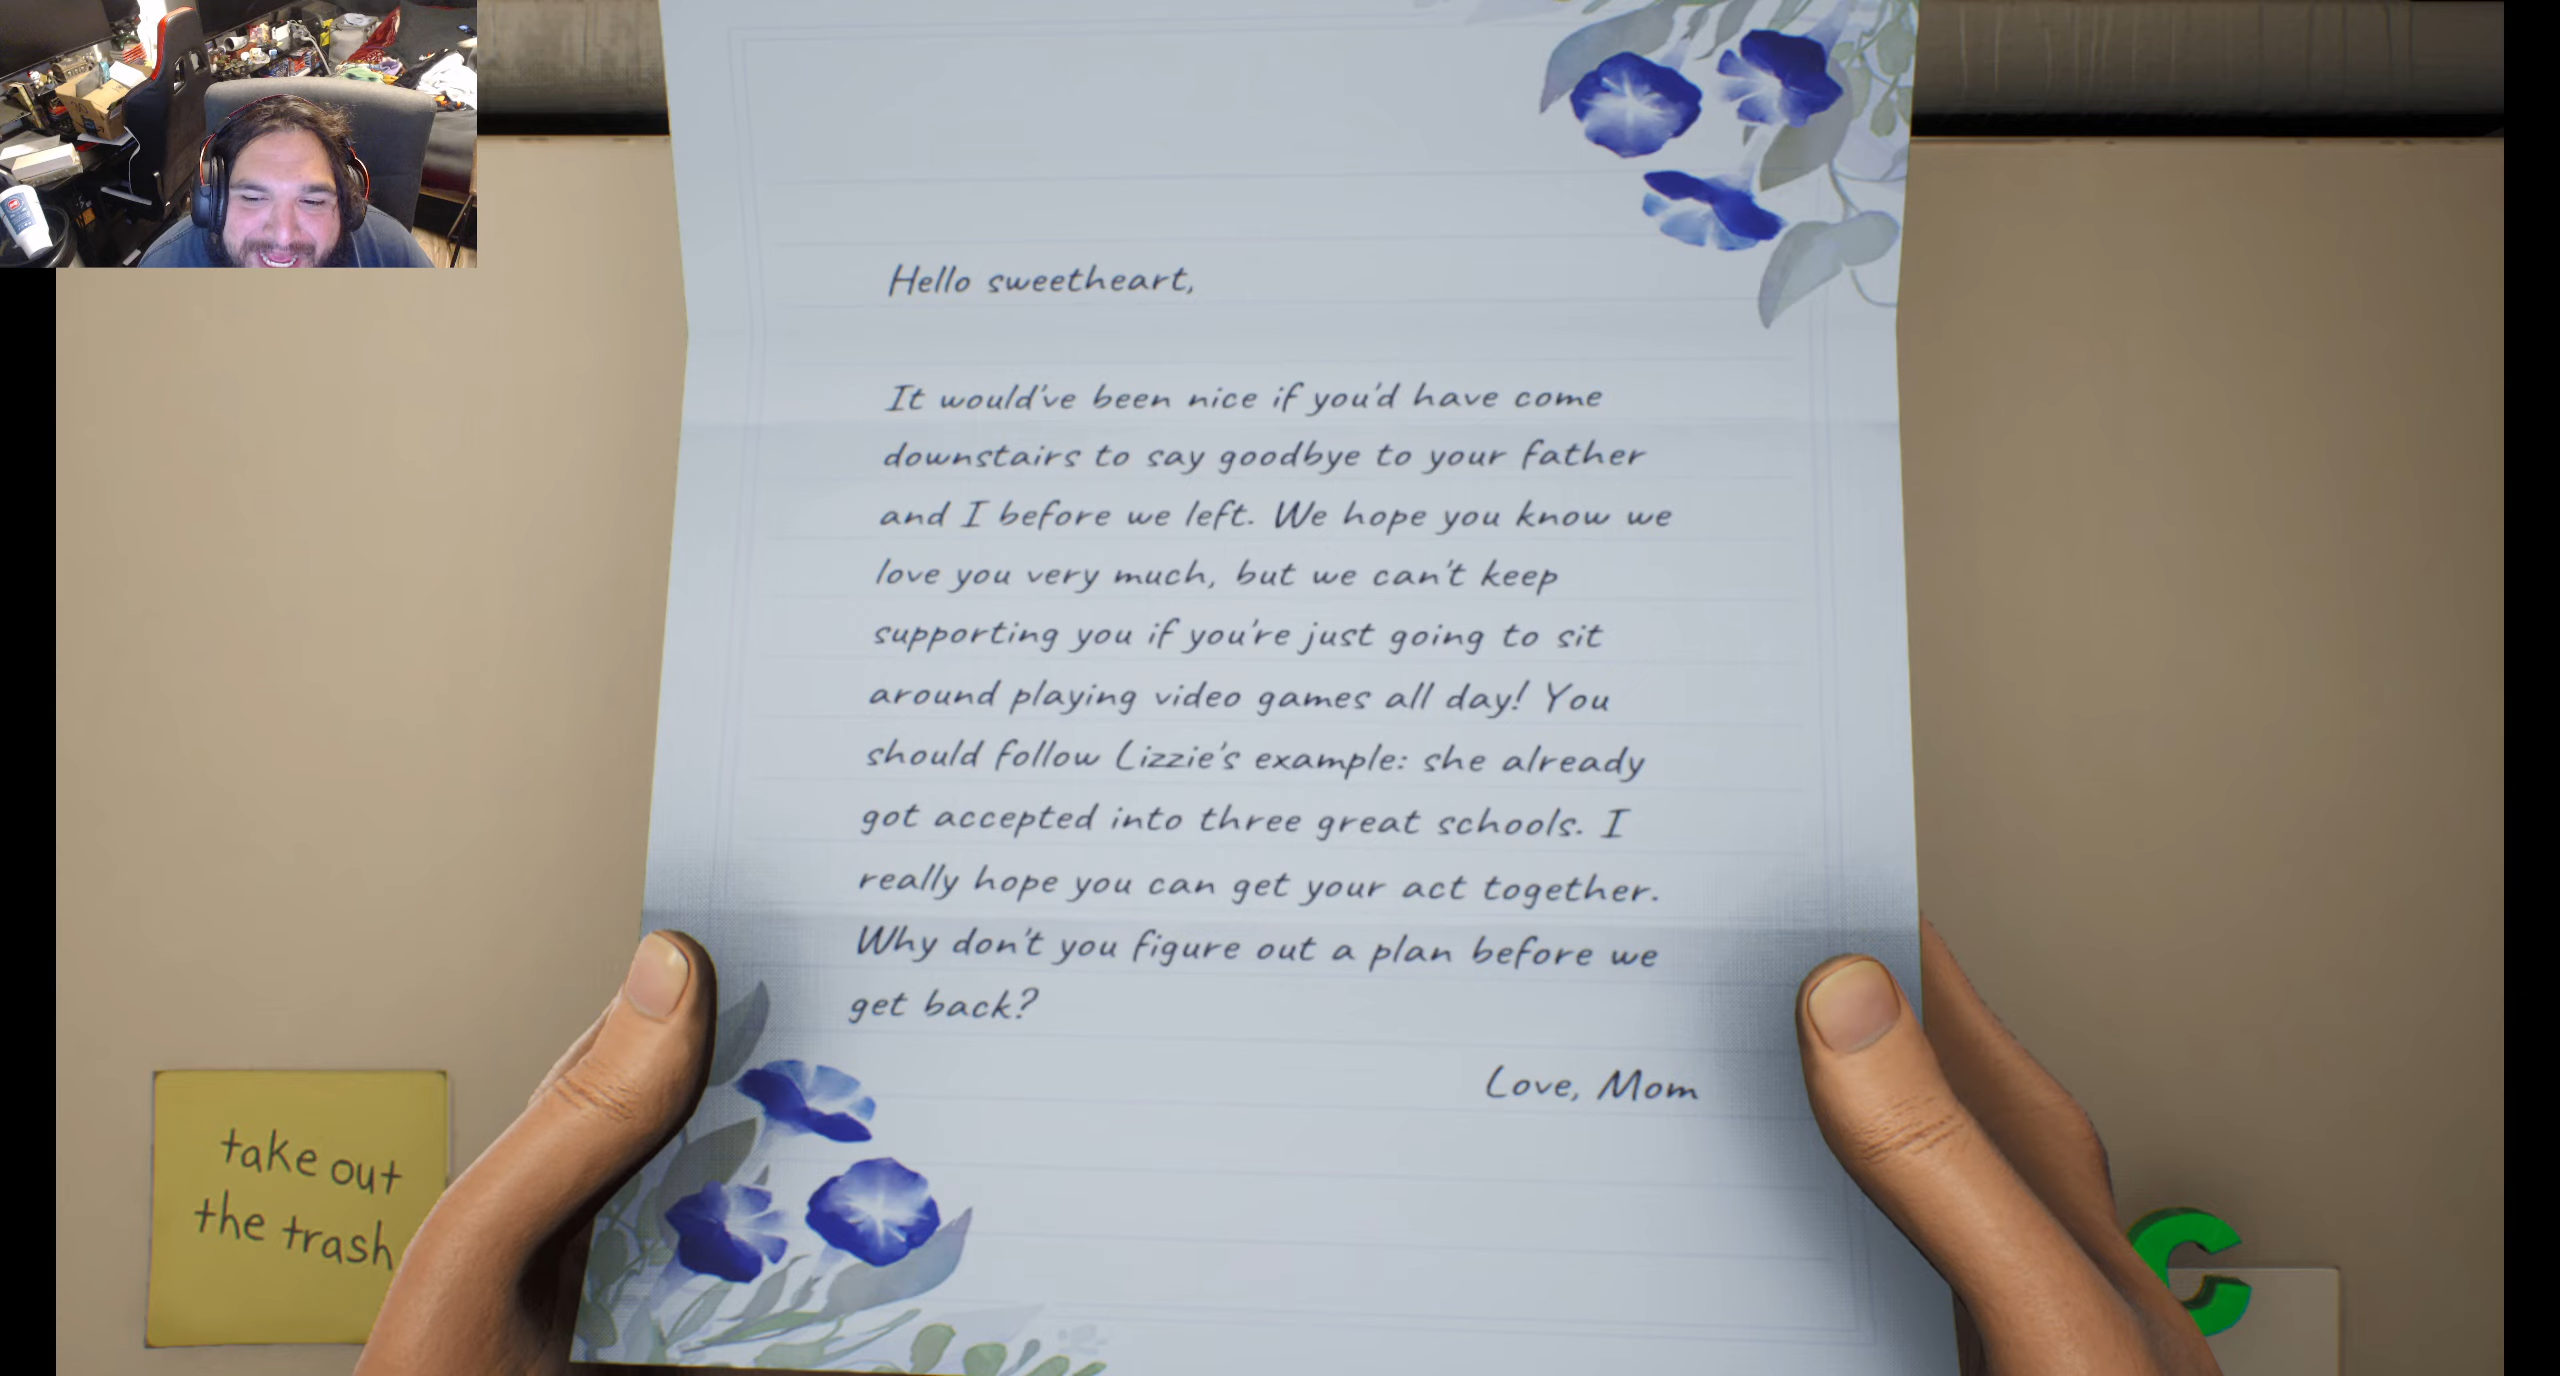 Hello sweetheart,
It would've been nice if you'd have come
downstairs to say goodbye to your father
and I before we left. We hope you know we
love you very much, but we can't keep
supporting you if you're just going to sit
around playing video games all day! You
should follow Lizzie's example: she already
got accepted into three great schools. I
really hope you can get your act together.
Why don't you figure out a plan before we
get back?
Love, Mom
take out
the trash
C